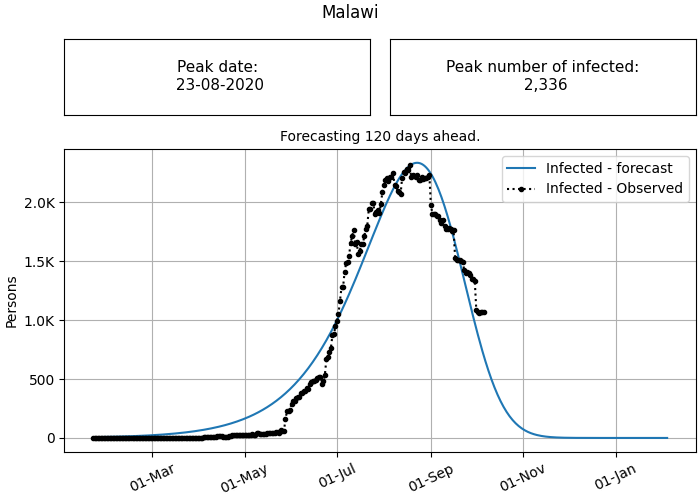 Malawi
Peak date:
23-08-2020
Peak number of infected:
2,336
Forecasting 120 days ahead.
Infected - forecast
Infected - Observed
Persons
2.0K
1.5K
1.0K
500
0
01-Mar
01-May
01-Jul
01-Sep
01-Nov
01-Jan